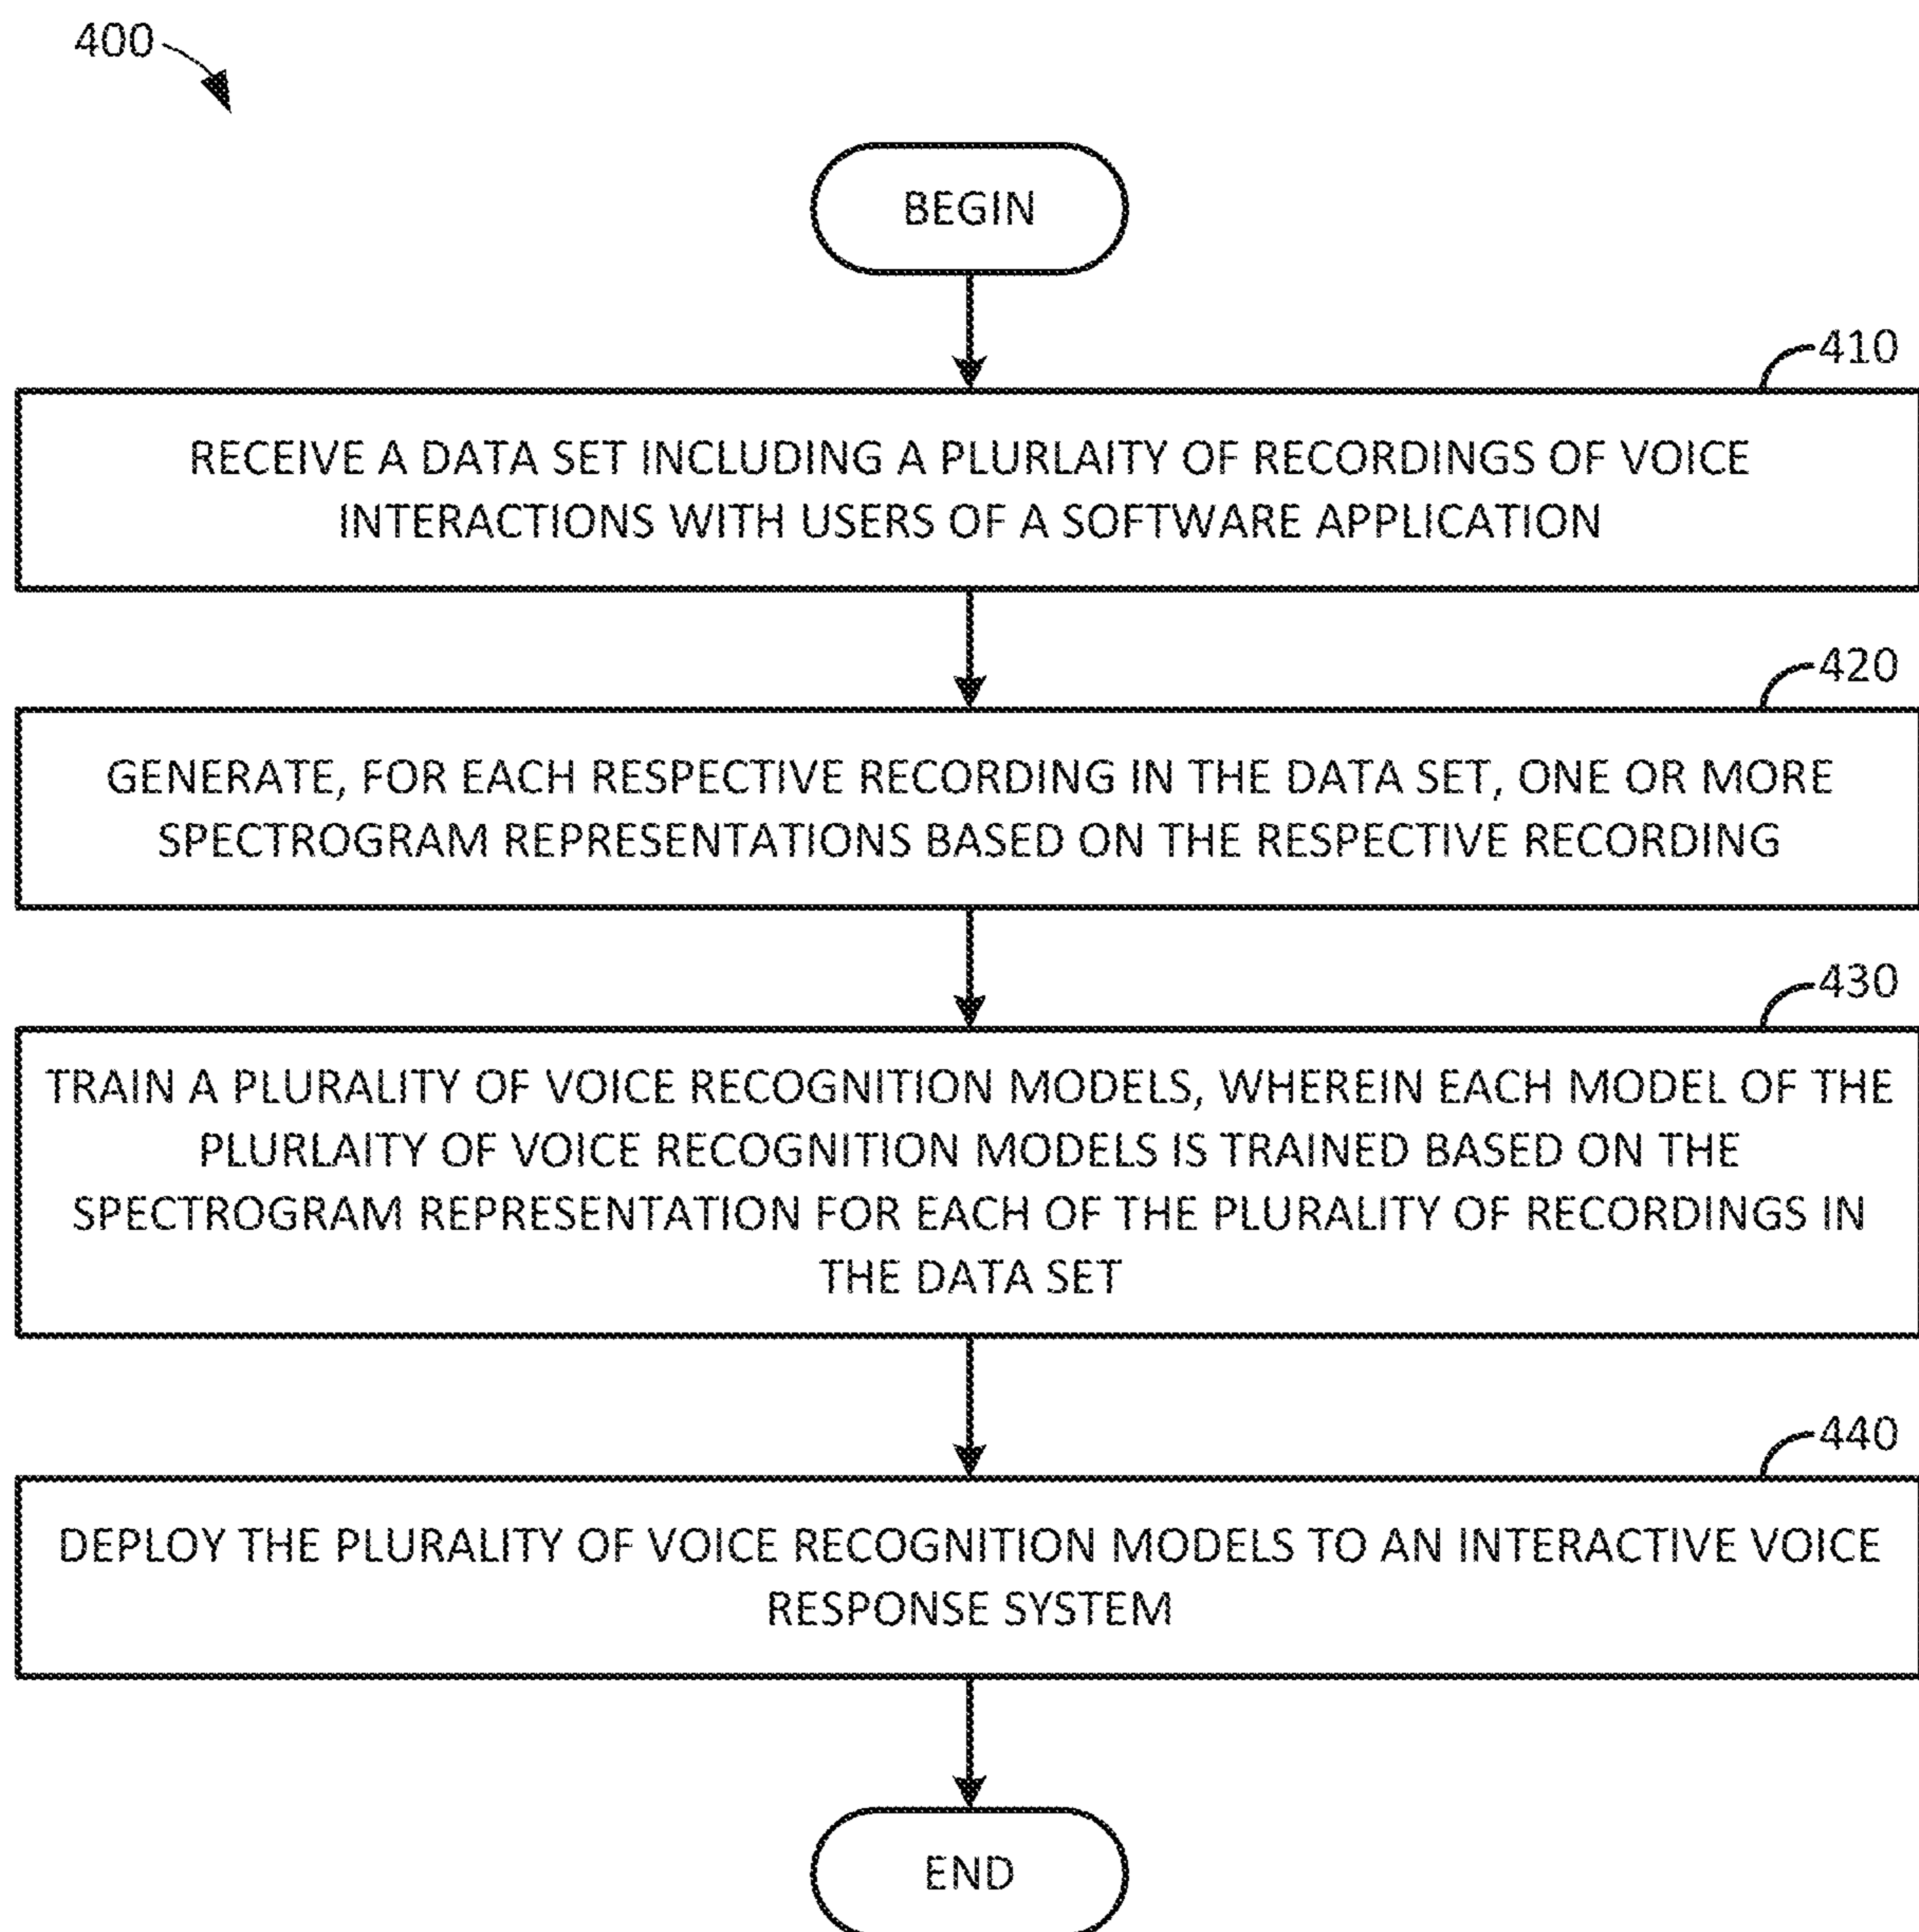 400
BEGIN
410
RECEIVE A DATA SET INCLUDING A PLURLAITY OF RECORDINGS OF VOICE
INTERACTIONS WITH USERS OF A SOFTWARE APPLICATION
420
GENERATE, FOR EACH RESPECTIVE RECORDING IN THE DATA SET, ONE OR MORE
SPECTROGRAM REPRESENTATIONS BASED ON THE RESPECTIVE RECORDING
430
TRAIN A PLURALITY OF VOICE RECOGNITION MODELS, WHEREIN EACH MODEL OF THE
PLURLAITY OF VOICE RECOGNITION MODELS IS TRAINED BASED ON THE
SPECTROGRAM REPRESENTATION FOR EACH OF THE PLURALITY OF RECORDINGS IN
THE DATA SET
440
DEPLOY THE PLURALITY OF VOICE RECOGNITION MODELS TO AN INTERACTIVE VOICE
RESPONSE SYSTEM
END